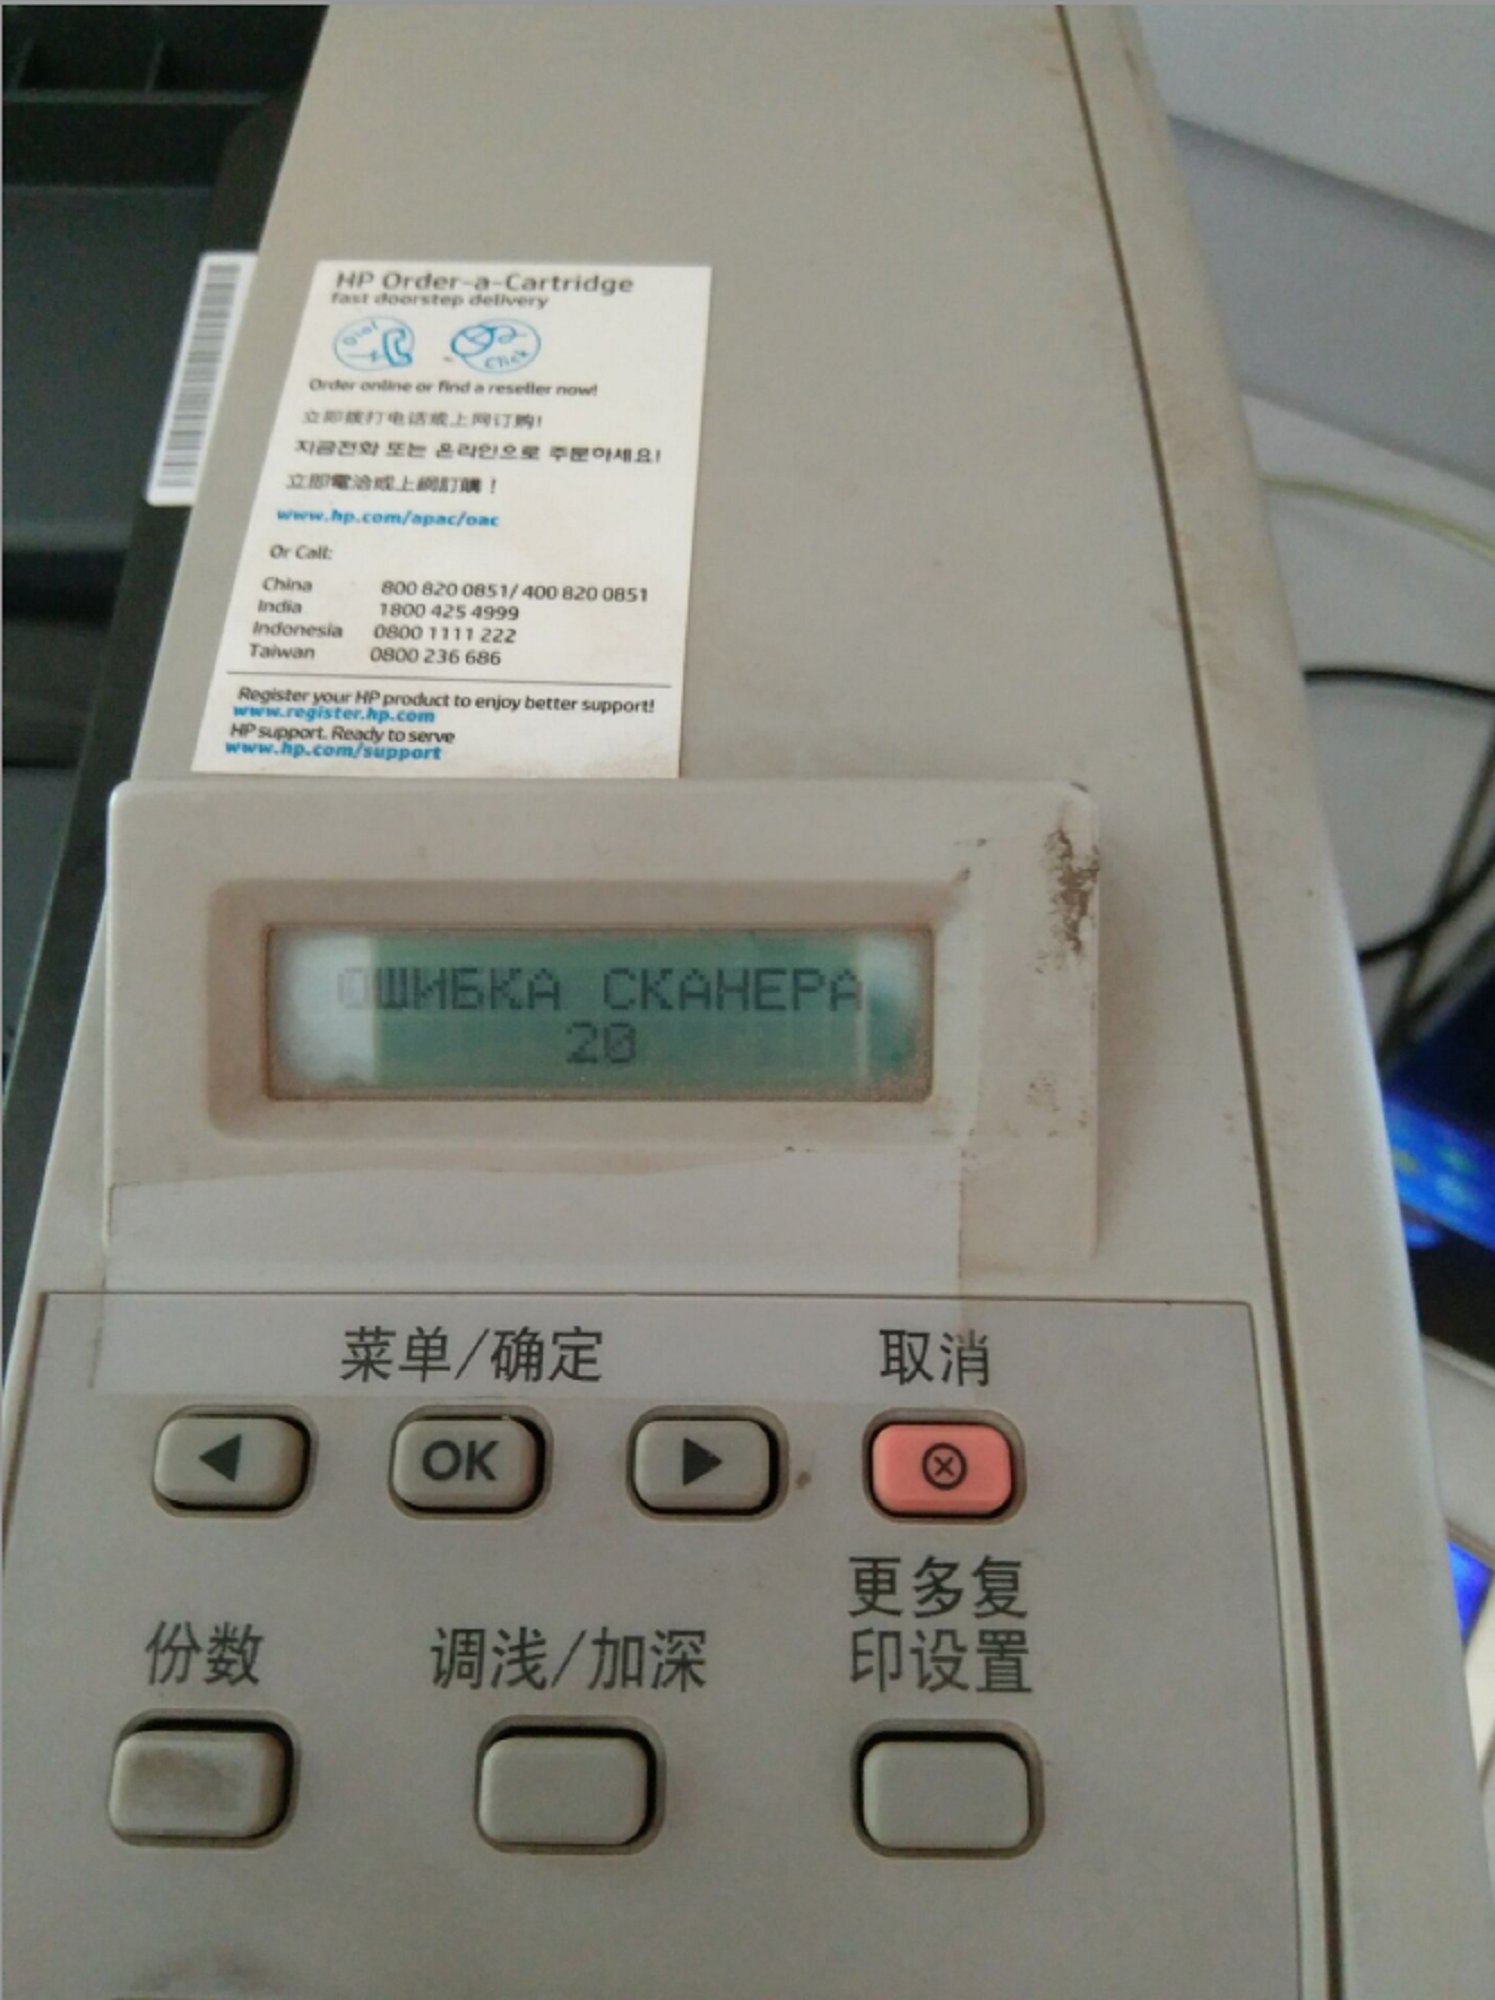 HP Order-a-Cartridge
fast doorstep delivery
Dial
Click
Order online or find a reseller now!
立即拨打电话或上网订购!
지금전화 또는 온라인으로 주문하세요!
立即電洽或上網訂購！
www.hp.com/apac/oac
Or Call:
China 800 820 0851/400 820 0851
India 1800 425 4999
Indonesia 0800 1111 222
Taiwan 0800 236 686
Register your HP product to enjoy better support!
www.register.hp.com
HP support. Ready to serve
www.hp.com/support
ОШИБКА СКАНЕРА
20
菜单/确定 取消
OK
份数 调浅/加深 更多复
印设置